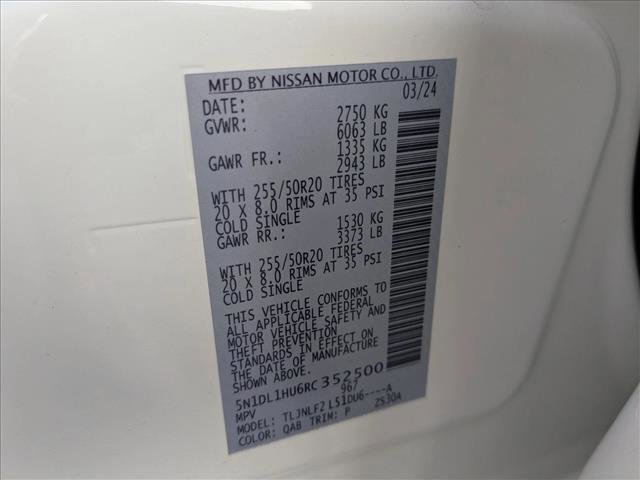 MFD BY NISSAN MOTOR CO., LTD.
DATE: 03/24
GVWR: 2750 KG
6063 LB
GAWR FR.: 1335 KG
2943 LB
WITH 255/50R20 TIRES
20 X 8.0 RIMS AT 35 PSI
COLD SINGLE
GAWR RR.: 1530 KG
3373 LB
WITH 255/50R20 TIRES
20 X 8.0 RIMS AT 35 PSI
COLD SINGLE
THIS VEHICLE CONFORMS TO
ALL APPLICABLE FEDERAL
MOTOR VEHICLE SAFETY AND
THEFT PREVENTION
STANDARDS IN EFFECT ON
THE DATE OF MANUFACTURE
5N1DL1HU6RC352500
MPV 967
MODEL: TLJNLF2 L51DU6----A
COLOR: QAB TRIM: P 2S30A